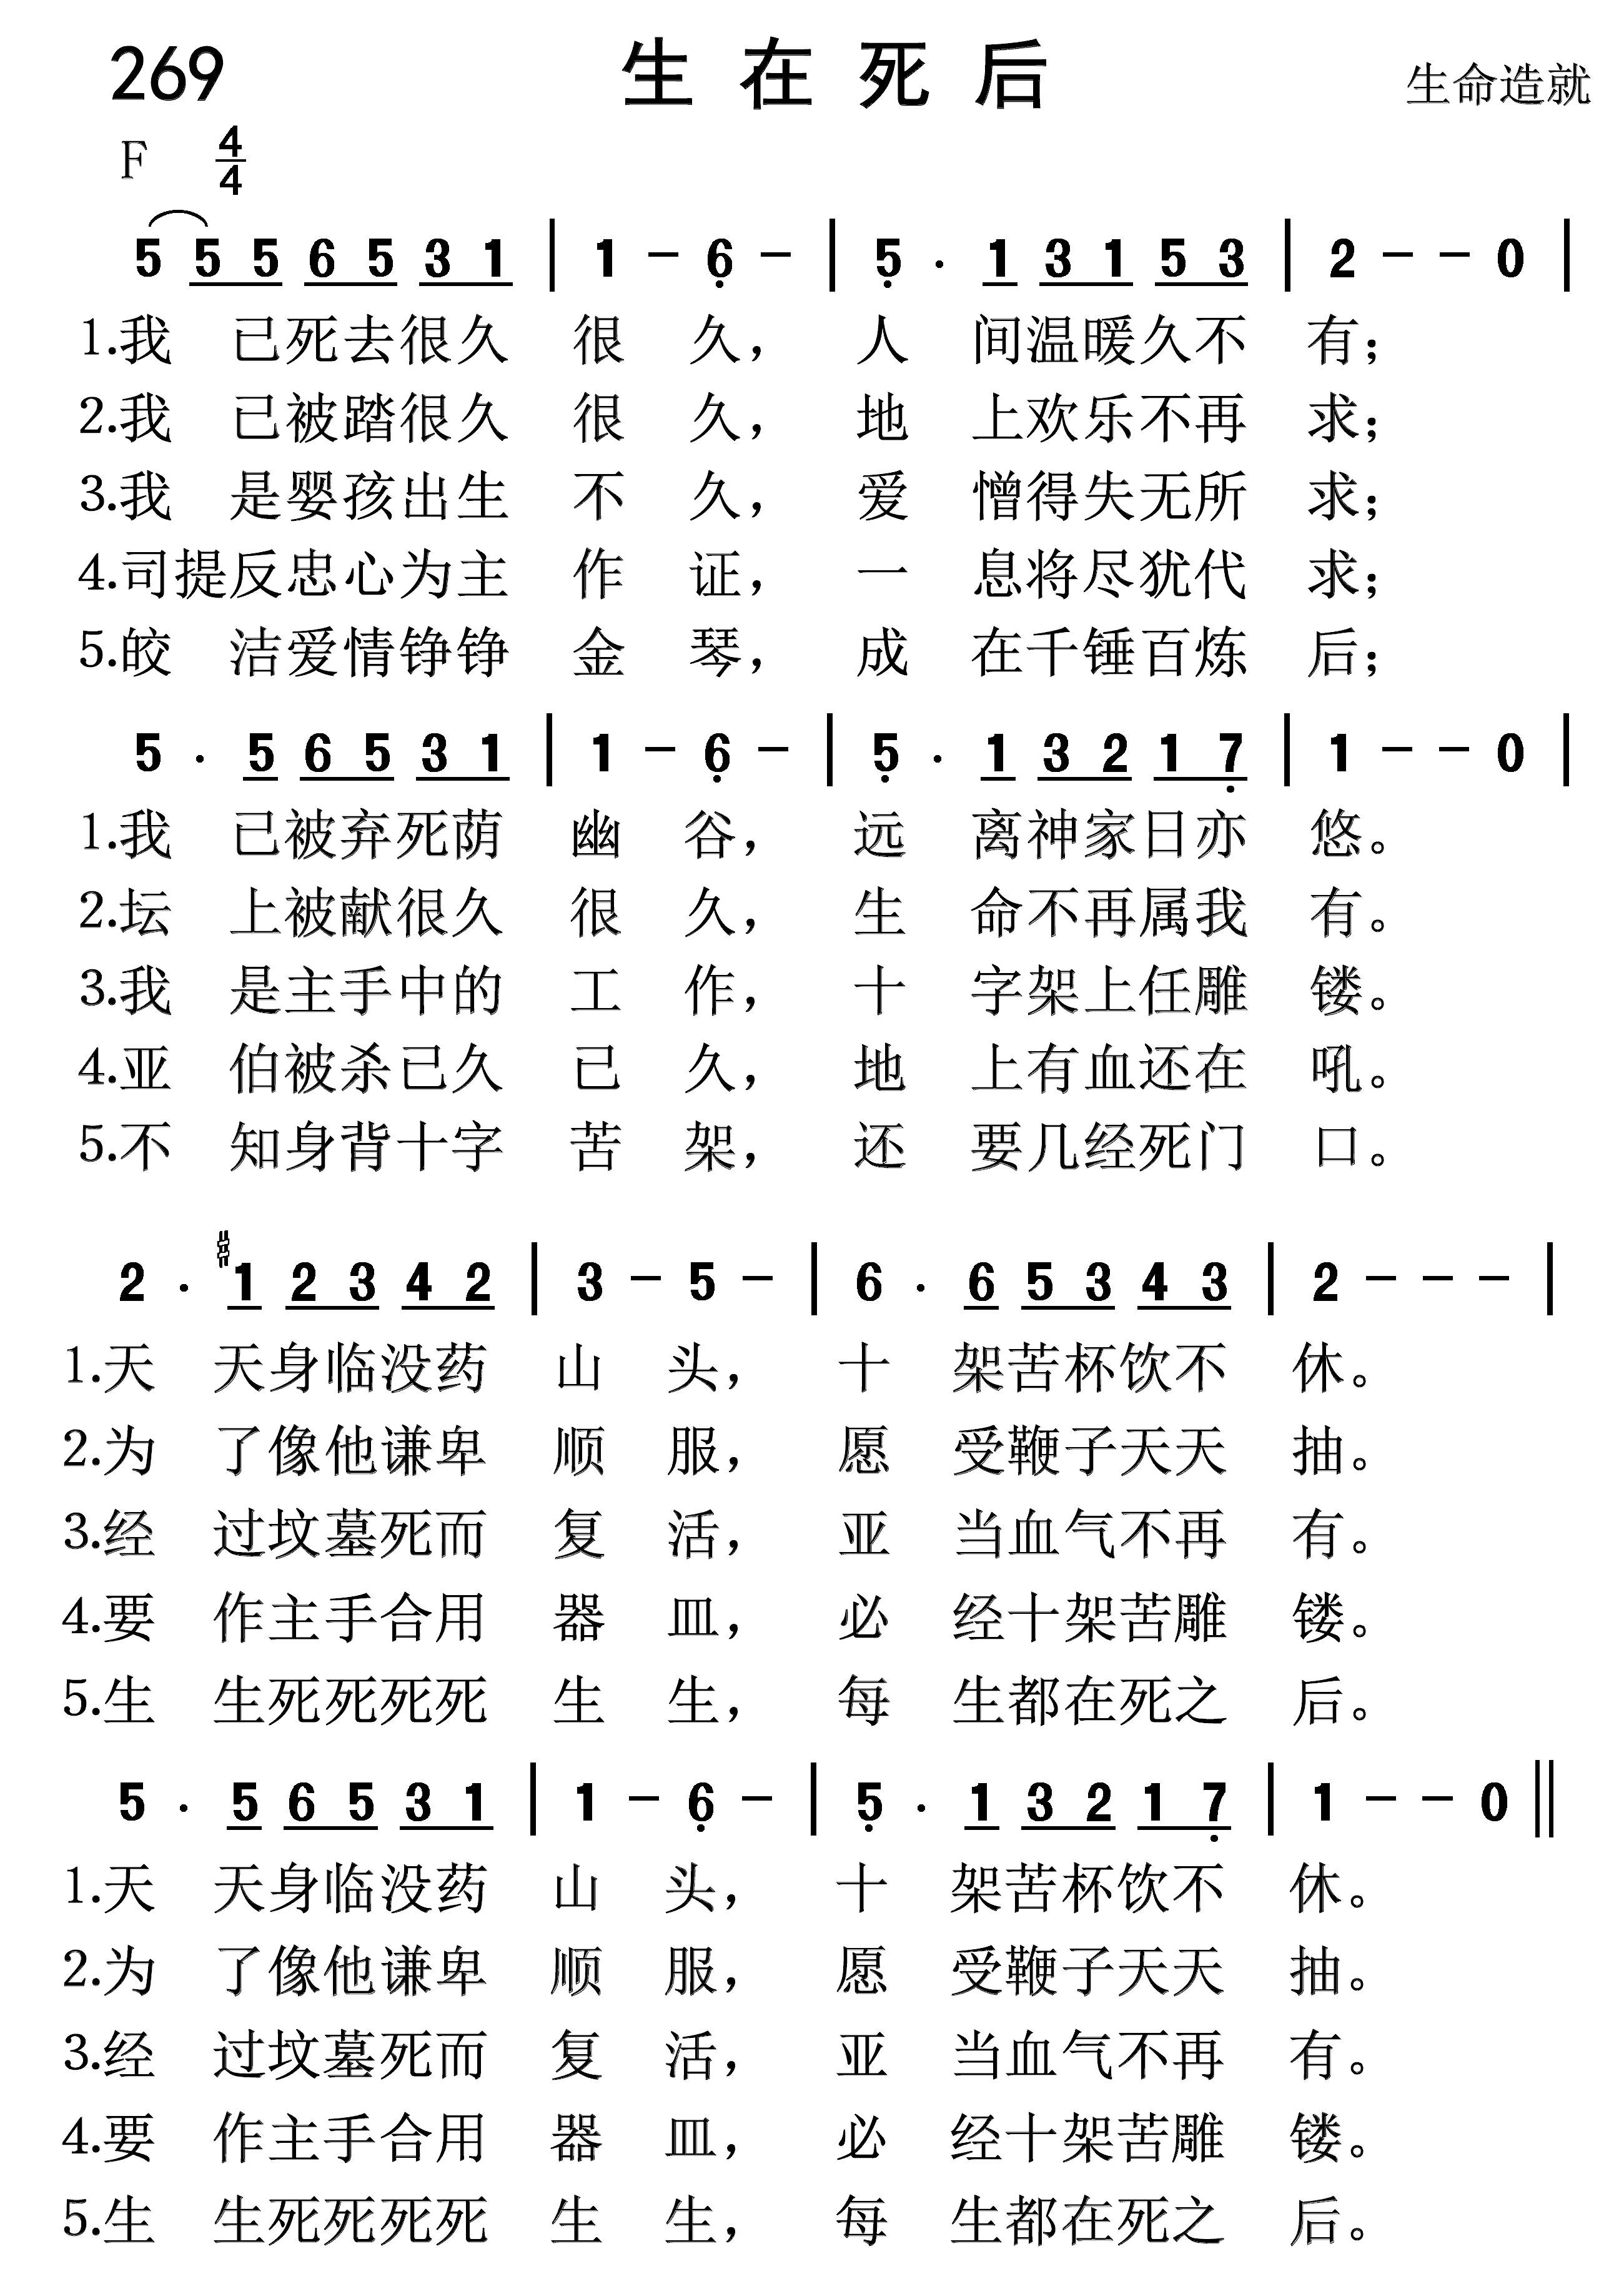 269 生在死后 生命造就
F 4/4
5 5 5 6 5 3 1 | 1 - 6 - | 5 · 1 3 1 5 3 | 2 - - 0 |
1.我已死去很久很久，人间温暖久不有；
2.我已被踏很久很久，地上欢乐不再求；
3.我是婴孩出生不久，爱憎得失无所求；
4.司提反忠心为主作证，一息将尽犹代求；
5.皎洁爱情铮铮金琴，成在千锤百炼后；
5 · 5 6 5 3 1 | 1 - 6 - | 5 · 1 3 2 1 7 | 1 - - 0 |
1.我已被弃死荫幽谷，远离神家日亦悠。
2.坛上被献很久很久，生命不再属我有。
3.我是主手中的工作，十字架上任雕镂。
4.亚伯被杀已久已久，地上有血还在吼。
5.不知身背十字苦架，还要几经死门口。
2 · #1 2 3 4 2 | 3 - 5 - | 6 · 6 5 3 4 3 | 2 - - - |
1.天天身临没药山头，十架苦杯饮不休。
2.为了像他谦卑顺服，愿受鞭子天天抽。
3.经过坟墓死而复活，亚当血气不再有。
4.要作主手合用器皿，必经十架苦雕镂。
5.生生死死死死生生，每生都在死之后。
5 · 5 6 5 3 1 | 1 - 6 - | 5 · 1 3 2 1 7 | 1 - - 0 ||
1.天天身临没药山头，十架苦杯饮不休。
2.为了像他谦卑顺服，愿受鞭子天天抽。
3.经过坟墓死而复活，亚当血气不再有。
4.要作主手合用器皿，必经十架苦雕镂。
5.生生死死死死生生，每生都在死之后。